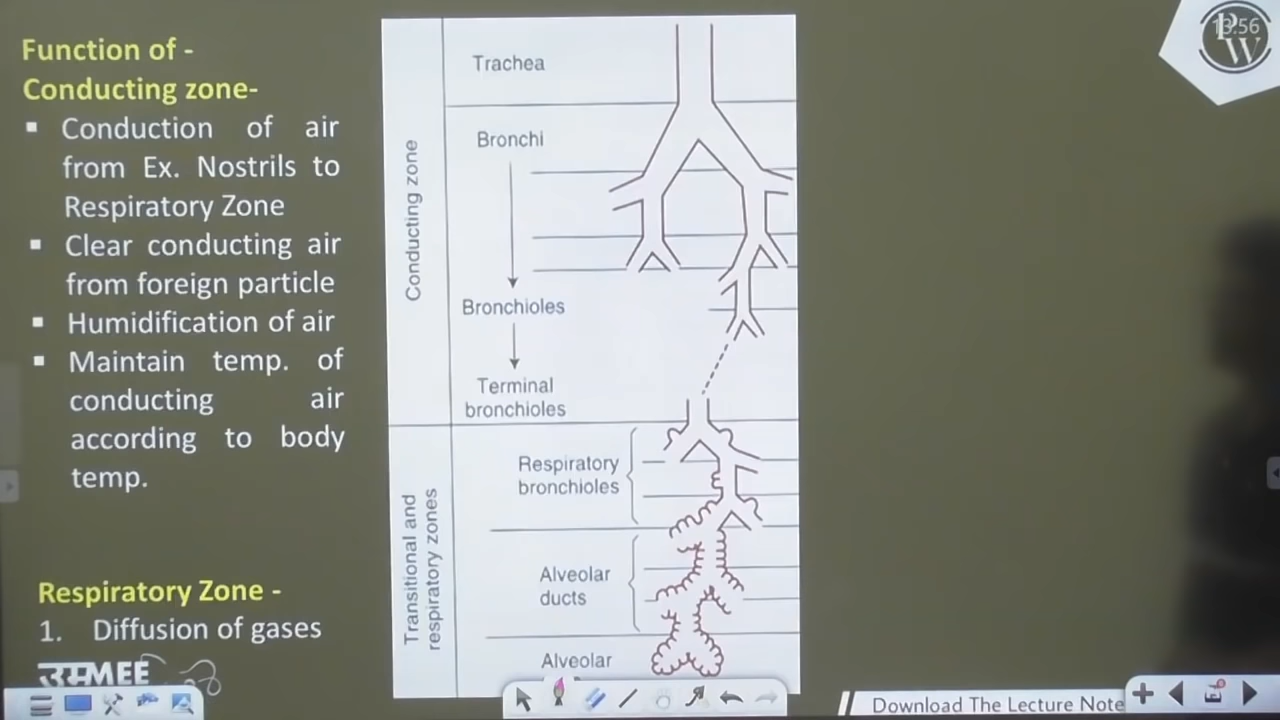 Function of -
Conducting zone-
▪ Conduction of air
from Ex. Nostrils to
Respiratory Zone
▪ Clear conducting air
from foreign particle
▪ Humidification of air
▪ Maintain temp. of
conducting air
according to body
temp.
Respiratory Zone -
1. Diffusion of gases
Conducting zone
Trachea
Bronchi
Bronchioles
Terminal
bronchioles
Transitional and
respiratory zones
Respiratory
bronchioles
Alveolar
ducts
Alveolar
13:56
PW
Download The Lecture Note